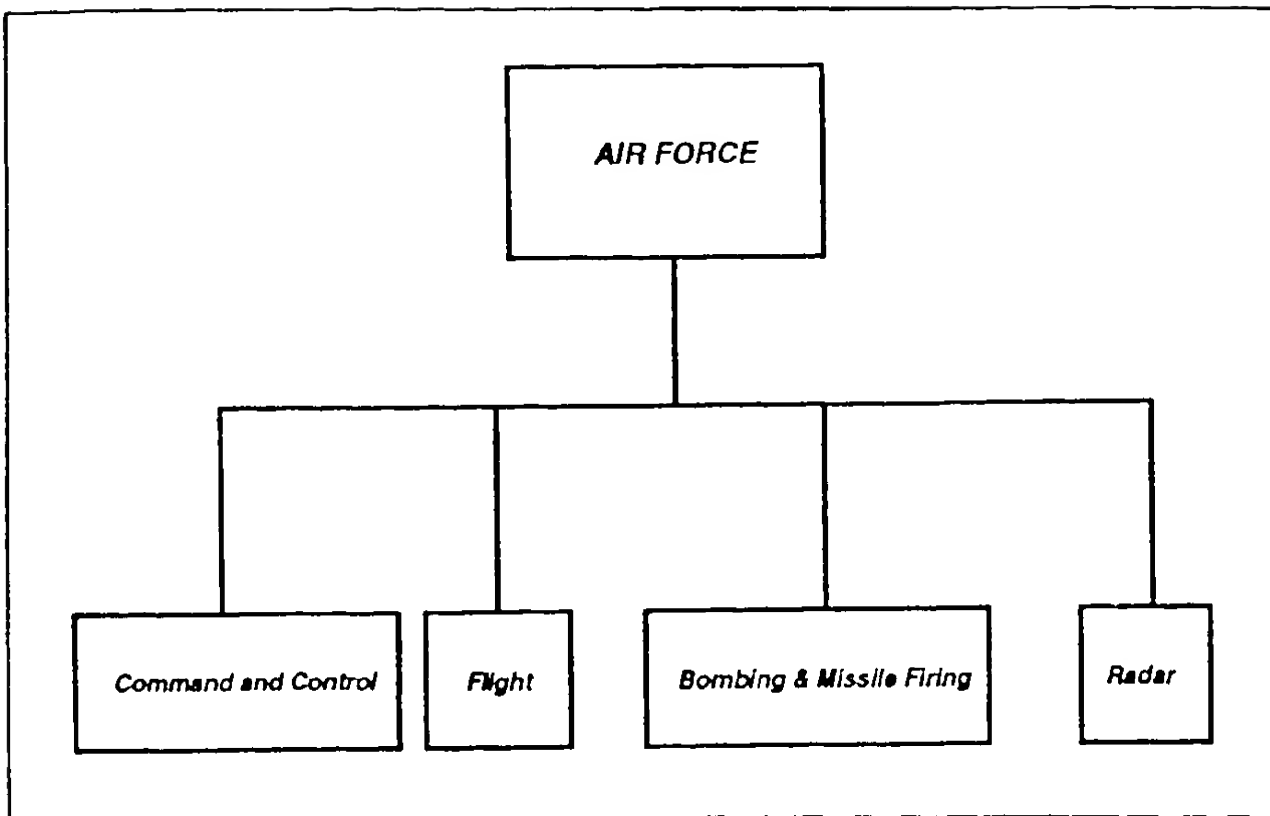 AIR FORCE
Command and Control
Flight
Bombing & Missile Firing
Radar